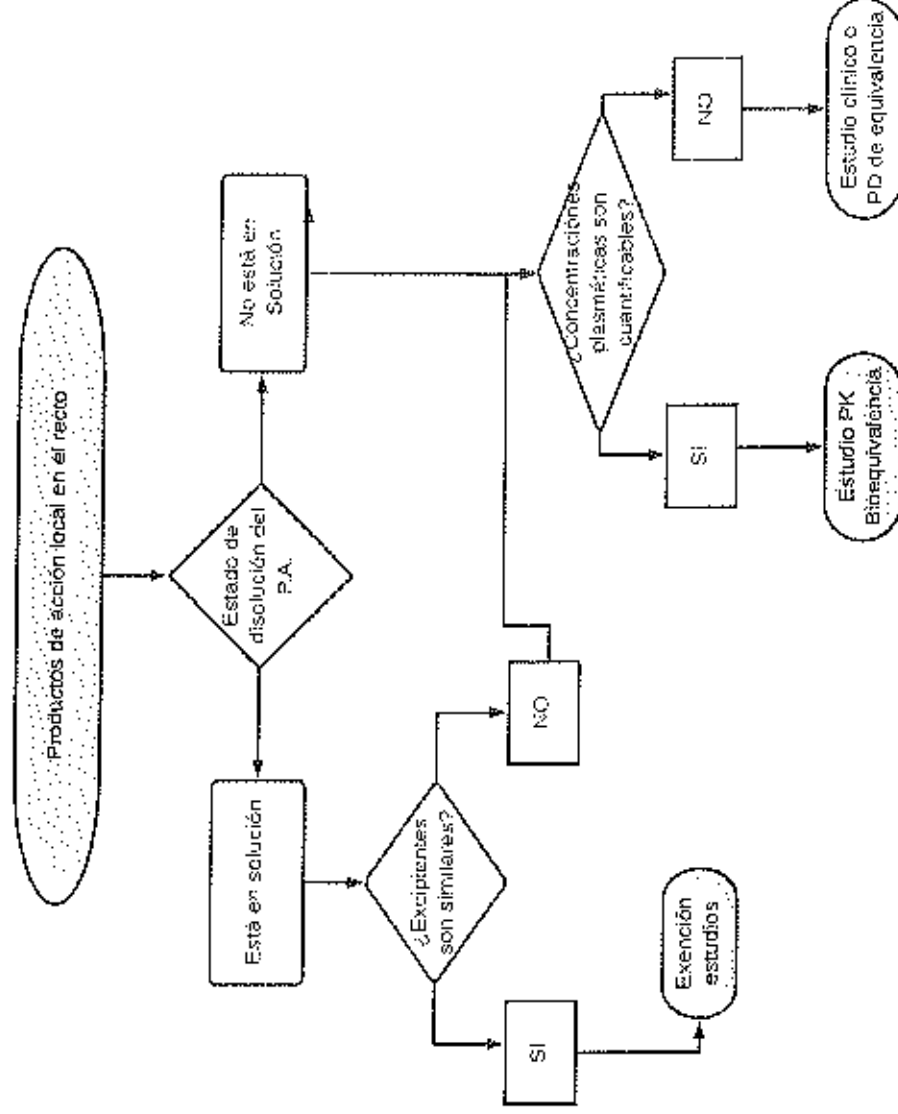 Productos de acción local en el recto
Estado de
disolución del
P.A.
Está en solución
No está en
Solución
¿Excipientes
son similares?
SI
NO
Exención
estudios
¿Concentraciónes
plasmáticas son
cuantificables?
SI
NO
Estudio PK
Bioequivalencia
Estudio clínico o
PD de equivalencia